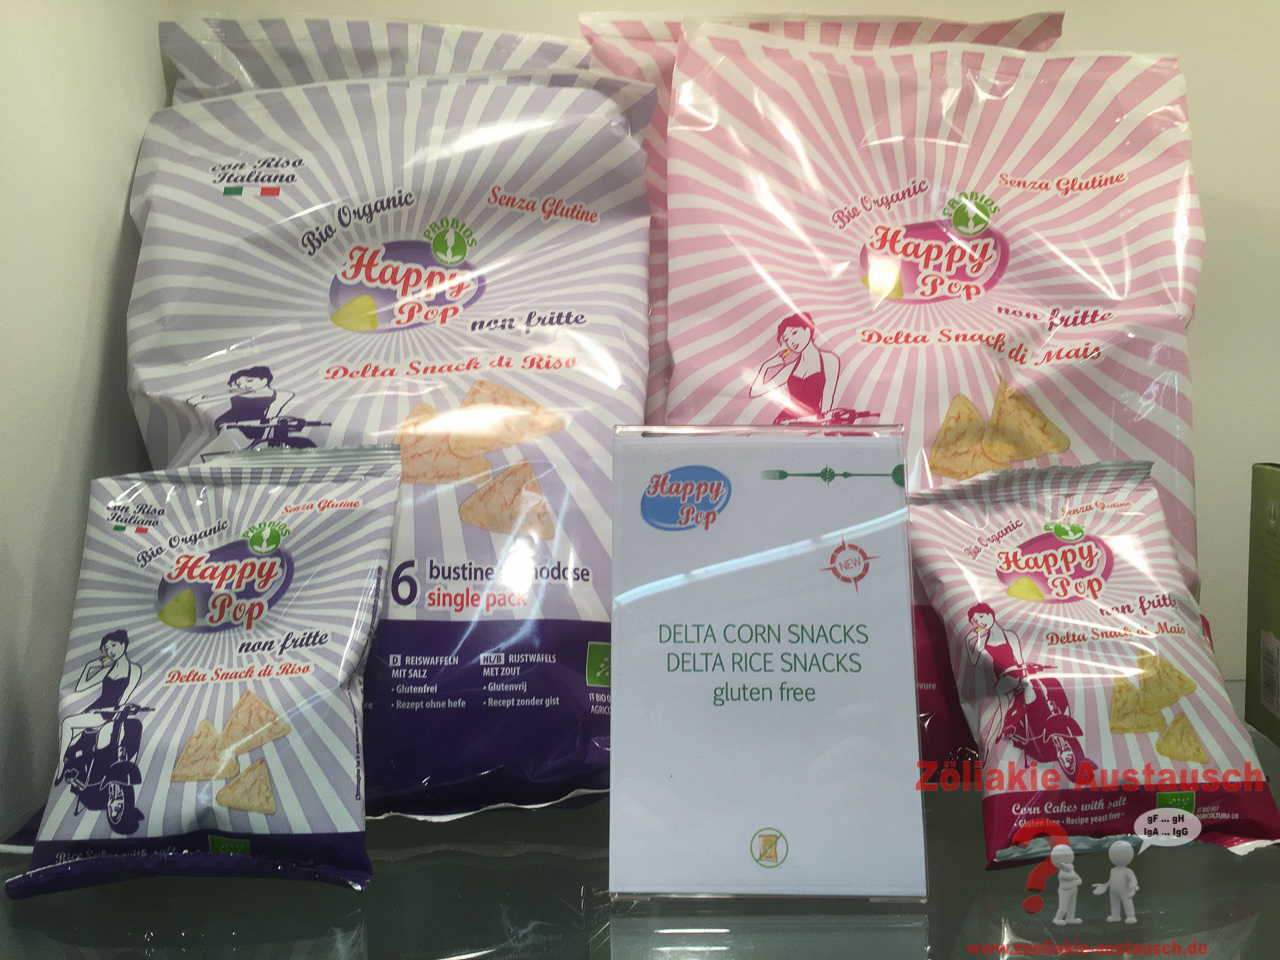 con Riso
Italiano
Bio Organic
PROBIOS
Senza Glutine
Happy
Pop
non fritte
Delta Snack di Riso
6 bustine
single pack
D REISWAFFELN
MIT SALZ
• Glutenfrei
• Rezept ohne hefe
NL/B RIJSTWAFELS
MET ZOUT
• Glutenvrij
• Recept zonder gist
Bio Organic
PROBIOS
Senza Glutine
Happy
Pop
non fritte
Delta Snack di Mais
con Riso
Italiano
Bio Organic
PROBIOS
Senza Glutine
Happy
Pop
non fritte
Delta Snack di Riso
Happy
Pop
NEW
DELTA CORN SNACKS
DELTA RICE SNACKS
gluten free
Bio Organic
Senza Glutine
Happy
Pop
non fritte
Delta Snack di Mais
Corn Cakes with salt
• Gluten free • Recipe yeast free •
Zöliakie Austausch
gF ... gH
IgA ... IgG
?
www.zoeliakie-austausch.de